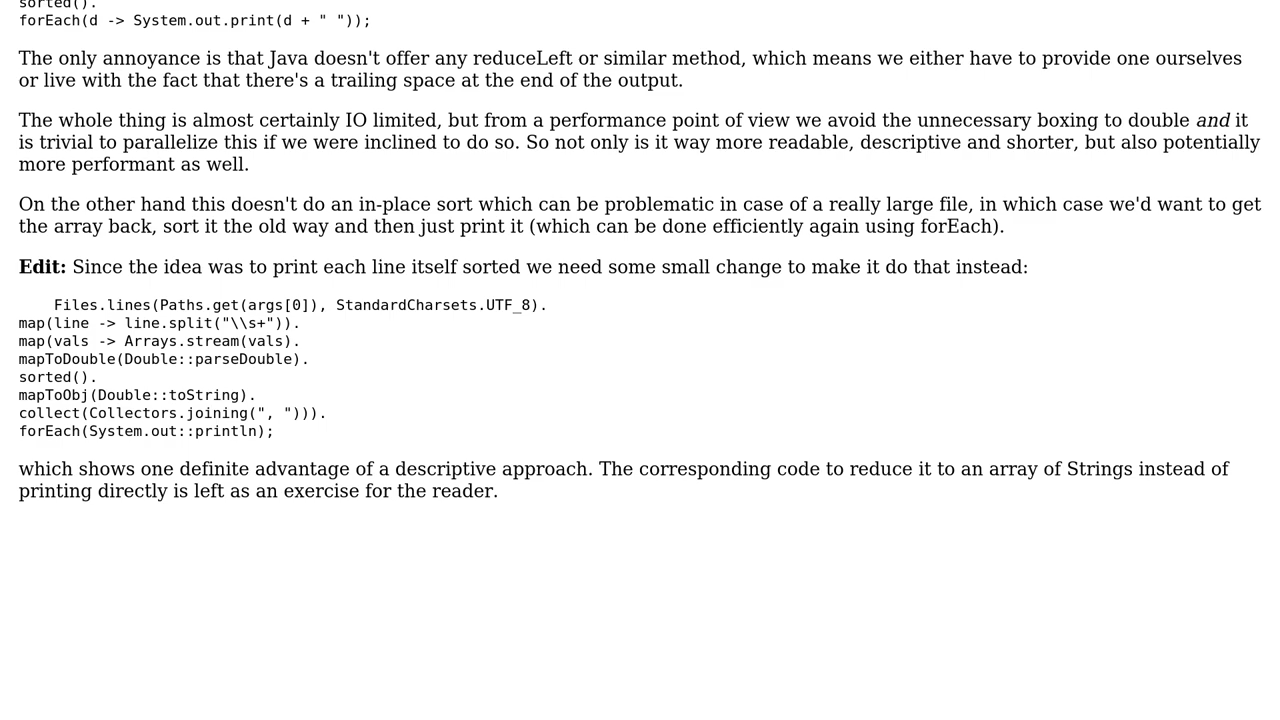 sorted().
forEach(d -> System.out.print(d + " "));
The only annoyance is that Java doesn't offer any reduceLeft or similar method, which means we either have to provide one ourselves
or live with the fact that there's a trailing space at the end of the output.
The whole thing is almost certainly IO limited, but from a performance point of view we avoid the unnecessary boxing to double and it
is trivial to parallelize this if we were inclined to do so. So not only is it way more readable, descriptive and shorter, but also potentially
more performant as well.
On the other hand this doesn't do an in-place sort which can be problematic in case of a really large file, in which case we'd want to get
the array back, sort it the old way and then just print it (which can be done efficiently again using forEach).
Edit: Since the idea was to print each line itself sorted we need some small change to make it do that instead:
    Files.lines(Paths.get(args[0]), StandardCharsets.UTF_8).
map(line -> line.split("\\s+")).
map(vals -> Arrays.stream(vals).
mapToDouble(Double::parseDouble).
sorted().
mapToObj(Double::toString).
collect(Collectors.joining(", "))).
forEach(System.out::println);
which shows one definite advantage of a descriptive approach. The corresponding code to reduce it to an array of Strings instead of
printing directly is left as an exercise for the reader.